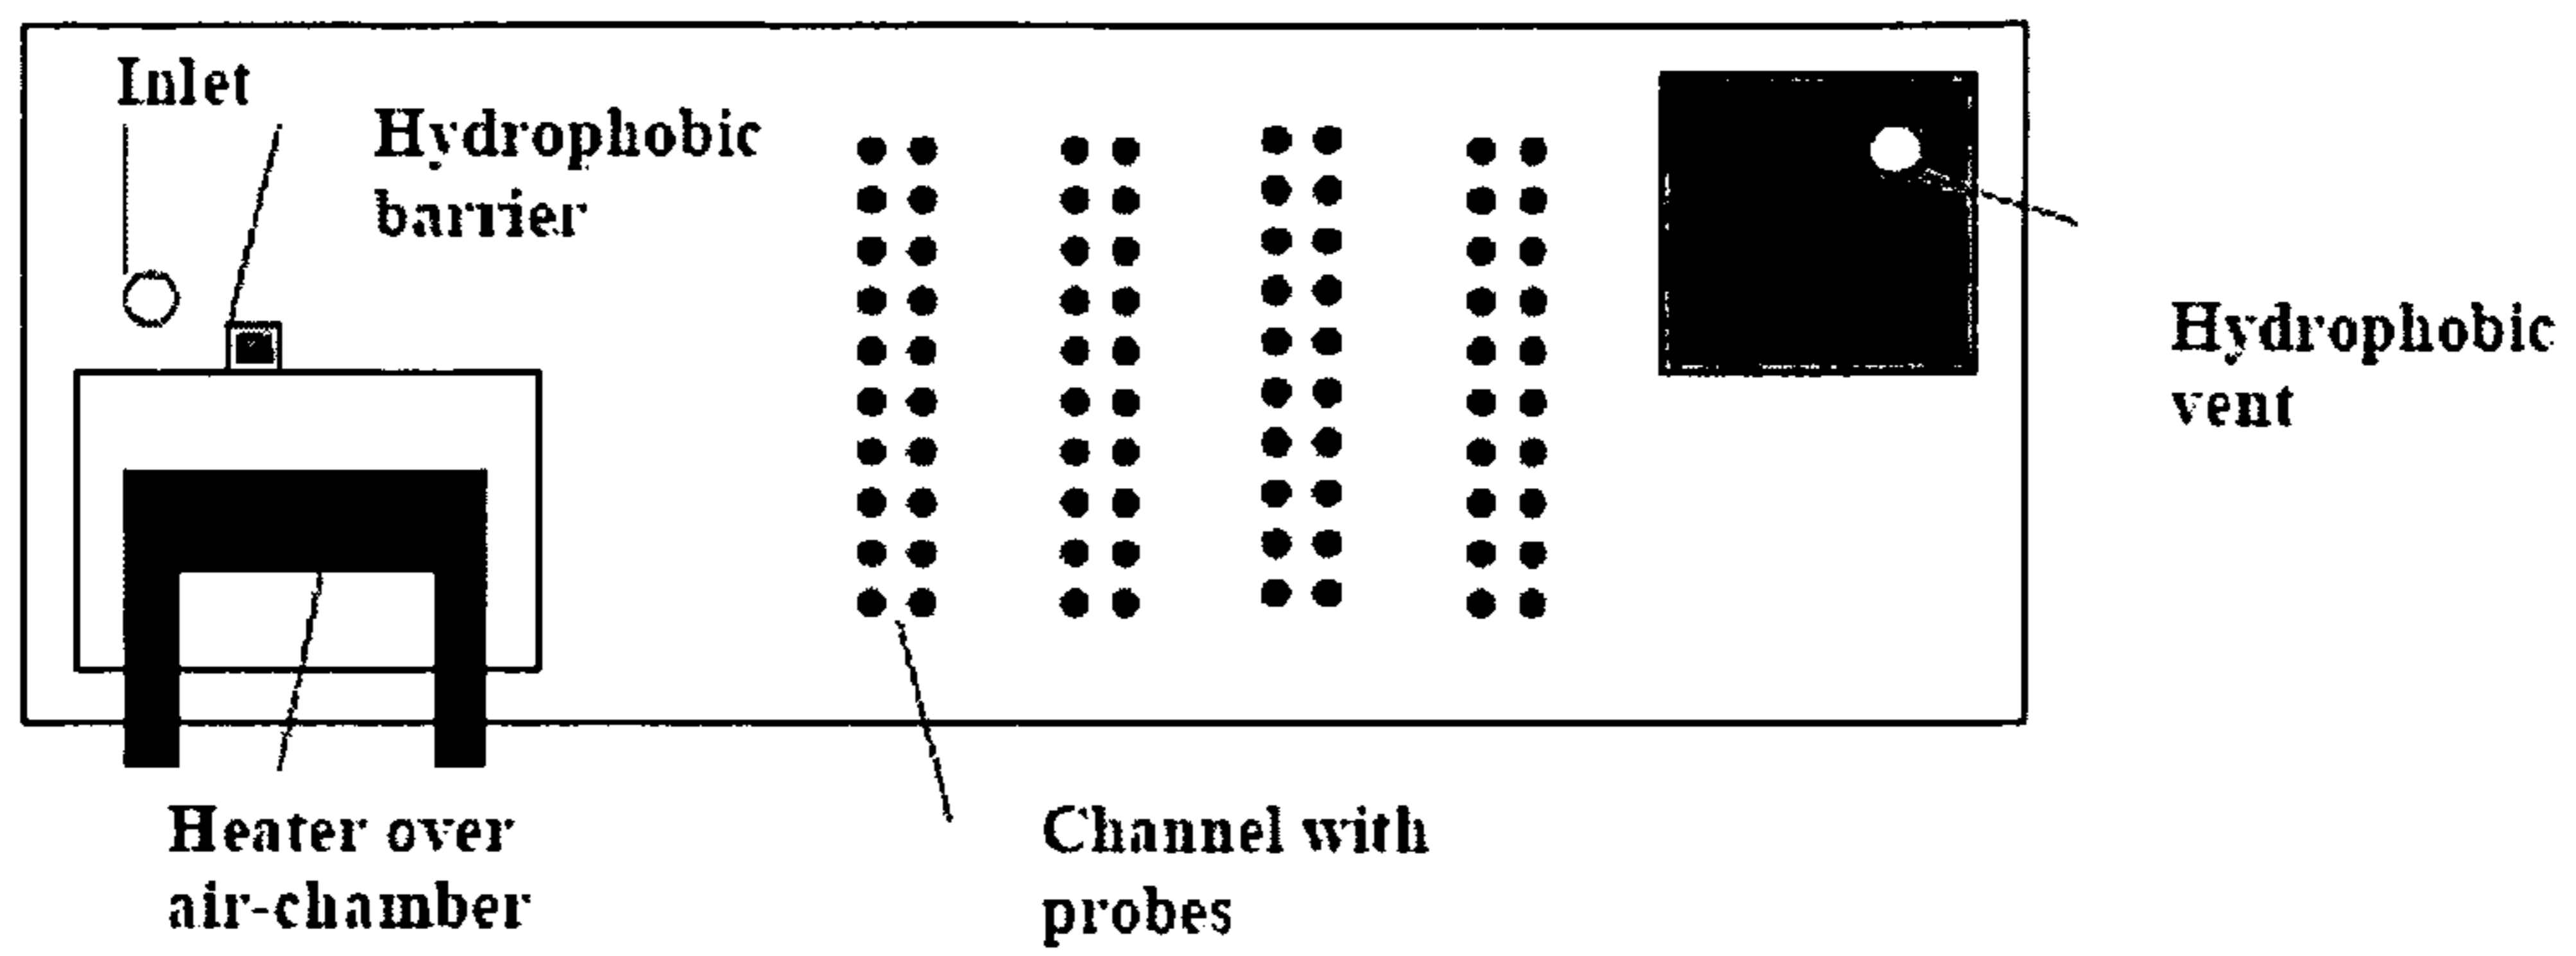 Inlet
Hydrophobic
barrier
Hydrophobic
vent
Heater over
air-chamber
Channel with
probes